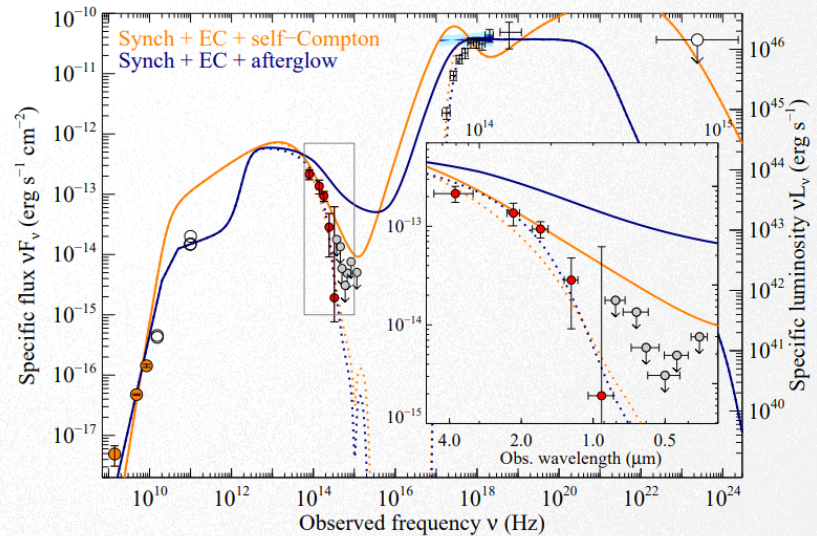 Synch + EC + self−Compton
Synch + EC + afterglow
Specific flux νFν (erg s⁻¹ cm⁻²)
10⁻¹⁰
10⁻¹¹
10⁻¹²
10⁻¹³
10⁻¹⁴
10⁻¹⁵
10⁻¹⁶
10⁻¹⁷
10¹⁰ 10¹² 10¹⁴ 10¹⁶ 10¹⁸ 10²⁰ 10²² 10²⁴
Observed frequency ν (Hz)
10⁴⁶
10⁴⁵
10⁴⁴
10⁴³
10⁴²
10⁴¹
10⁴⁰
Specific luminosity νLν (erg s⁻¹)
10¹⁴ 10¹⁵
10⁻¹³
10⁻¹⁴
10⁻¹⁵
4.0 2.0 1.0 0.5
Obs. wavelength (μm)